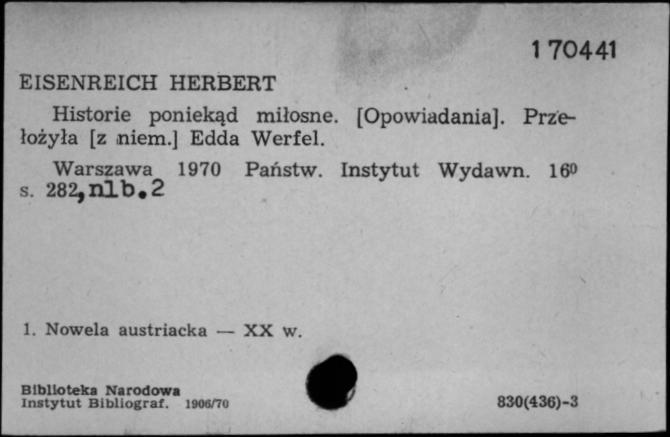 1 70441
EISENREICH HERBERT
Historie poniekąd miłosne. [Opowiadania]. Prze-
łożyła [z niem.] Edda Werfel.
Warszawa 1970 Państw. Instytut Wydawn. 16⁰
s. 282, nlb. 2
1. Nowela austriacka — XX w.
Biblioteka Narodowa
Instytut Bibliograf. 1906/70
830(436)-3